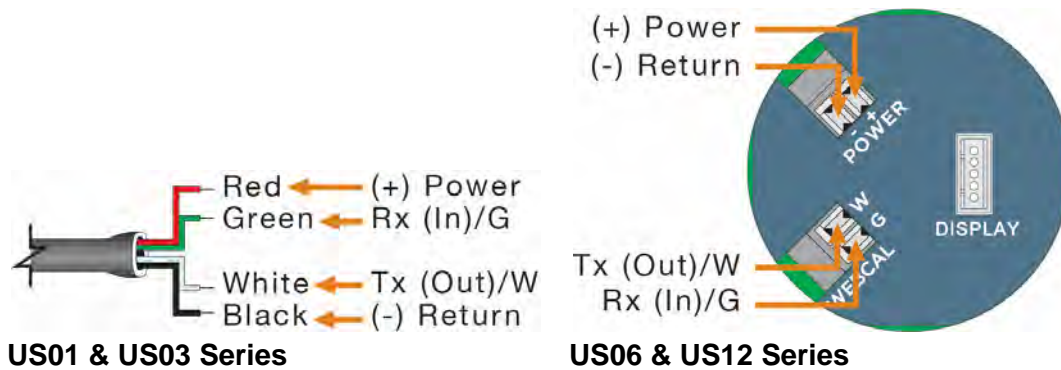 Red (+) Power
Green Rx (In)/G
White Tx (Out)/W
Black (-) Return
US01 & US03 Series
(+) Power
(-) Return
- +
POWER
W
G
DISPLAY
Tx (Out)/W
Rx (In)/G
US06 & US12 Series